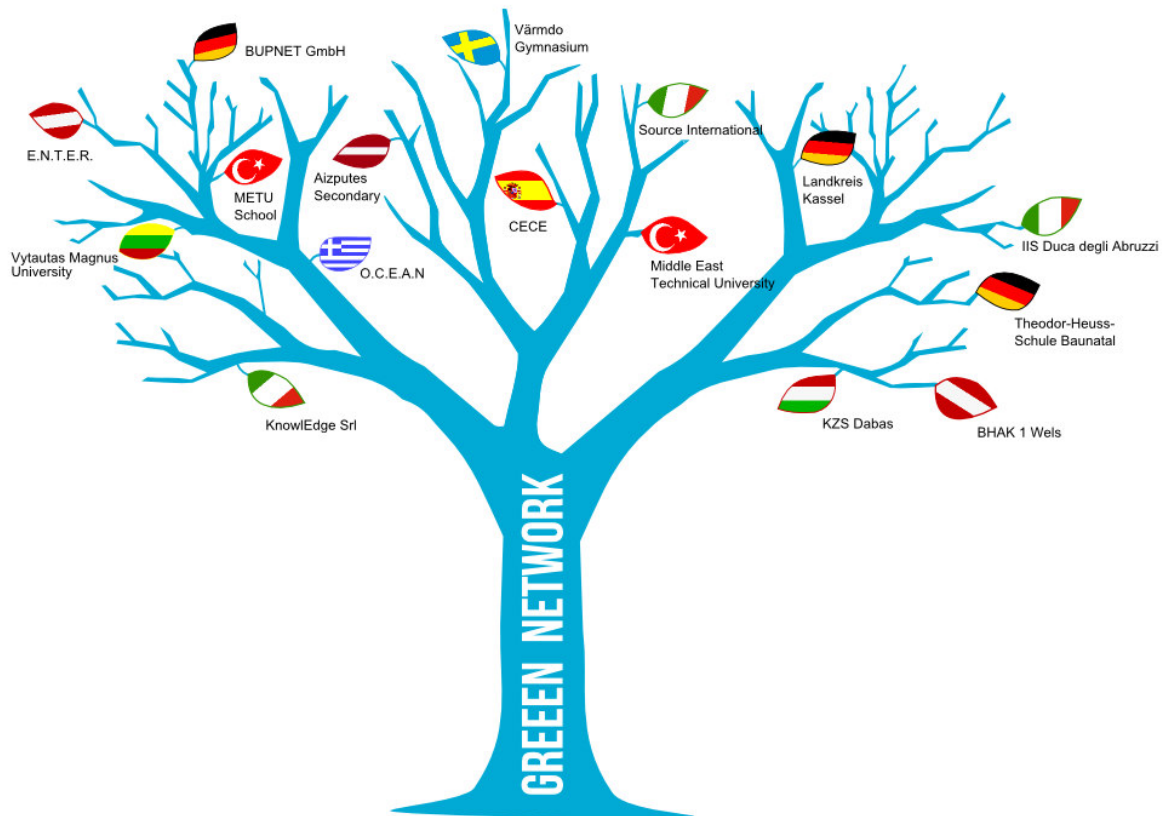 BUPNET GmbH
Värmdo
Gymnasium
Source International
E.N.T.E.R.
METU
School
Aizputes
Secondary
CECE
Landkreis
Kassel
IIS Duca degli Abruzzi
Vytautas Magnus
University
O.C.E.A.N
Middle East
Technical University
Theodor-Heuss-
Schule Baunatal
KnowlEdge Srl
KZS Dabas
BHAK 1 Wels
GREEEN NETWORK